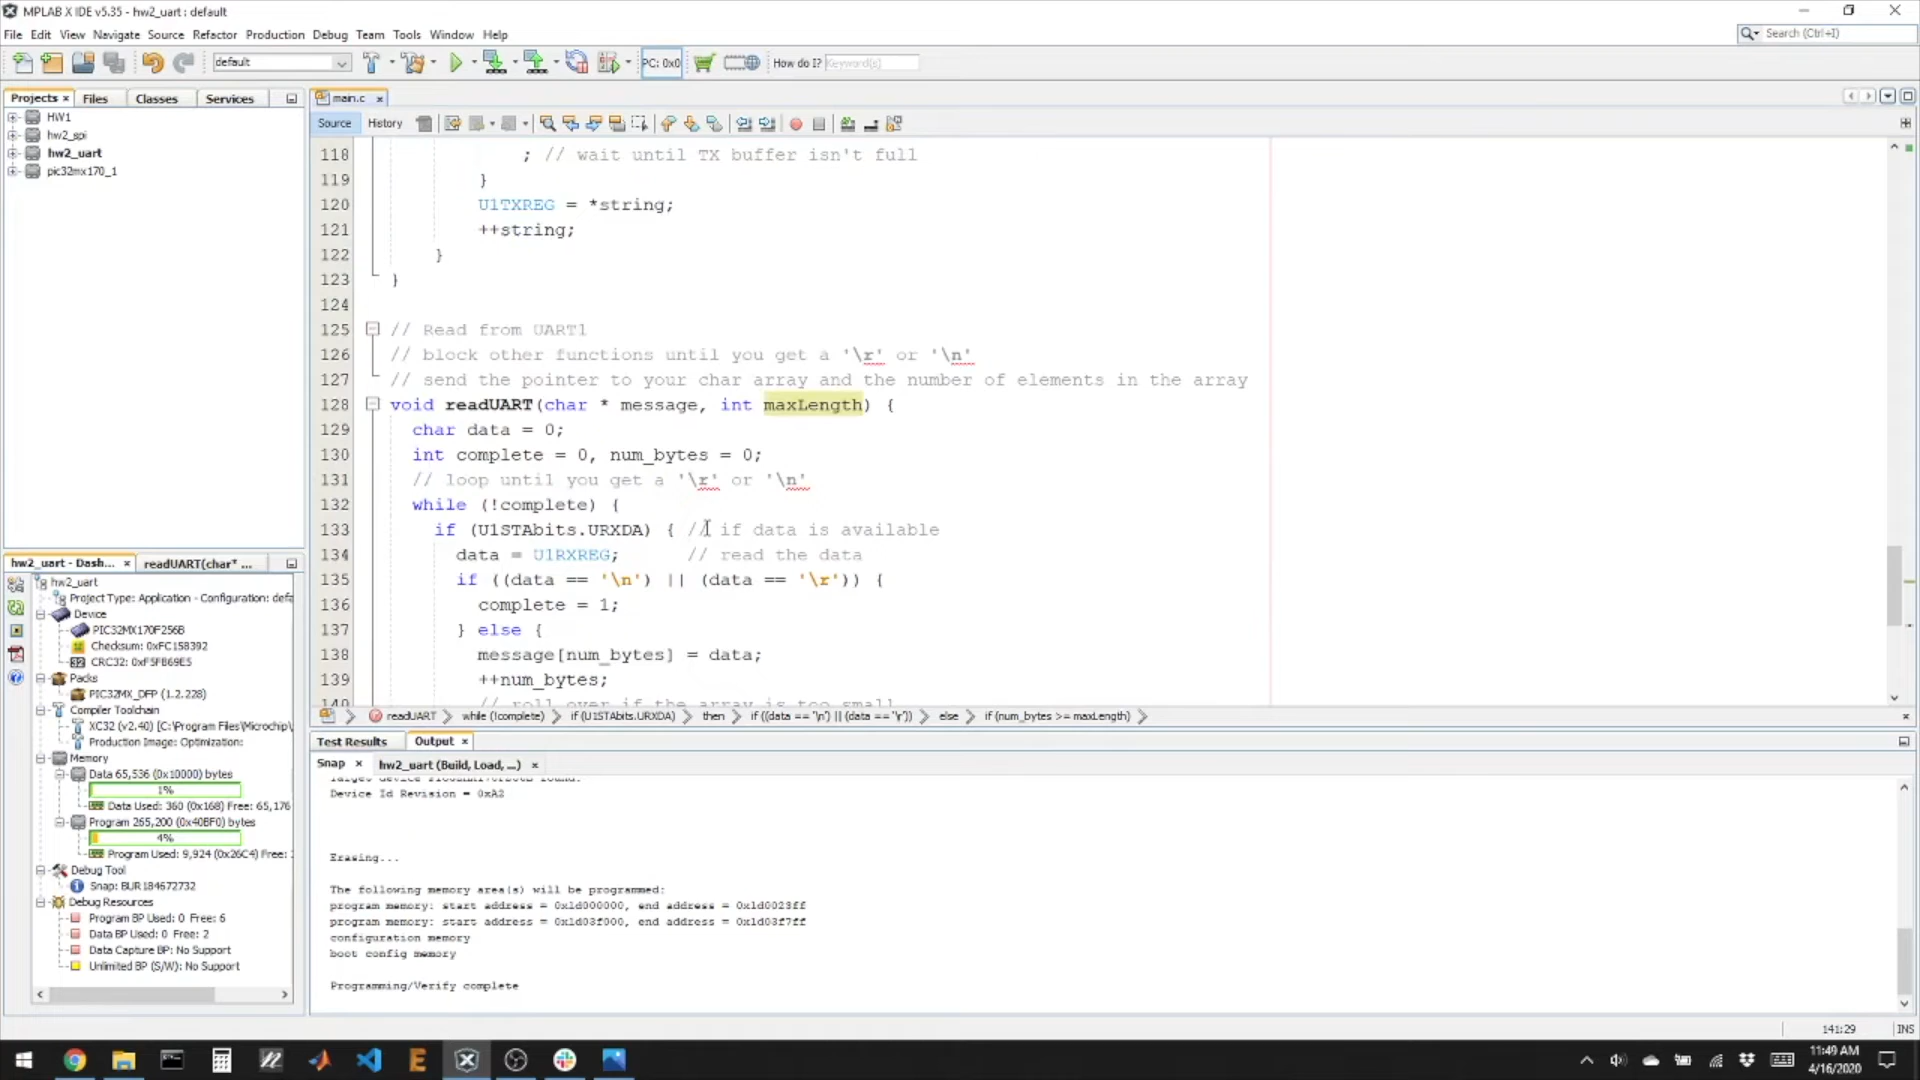 MPLAB X IDE v5.35 - hw2_uart : default
File Edit View Navigate Source Refactor Production Debug Team Tools Window Help
Search (Ctrl+I)
default
PC: 0x0
How do I? Keyword(s)
Projects Files Classes Services
main.c
HW1
hw2_spi
hw2_uart
pic32mx170_1
Source History
118 ; // wait until TX buffer isn't full
119 }
120 U1TXREG = *string;
121 ++string;
122 }
123 }
124
125 // Read from UART1
126 // block other functions until you get a '\r' or '\n'
127 // send the pointer to your char array and the number of elements in the array
128 void readUART(char * message, int maxLength) {
129 char data = 0;
130 int complete = 0, num_bytes = 0;
131 // loop until you get a '\r' or '\n'
132 while (!complete) {
133 if (U1STAbits.URXDA) { // if data is available
134 data = U1RXREG; // read the data
135 if ((data == '\n') || (data == '\r')) {
136 complete = 1;
137 } else {
138 message[num_bytes] = data;
139 ++num_bytes;
140 // roll over if the array is too small
readUART while (!complete) if (U1STAbits.URXDA) then if ((data == '\n') || (data == '\r')) else if (num_bytes >= maxLength)
hw2_uart - Dash... readUART(char* ...
hw2_uart
Project Type: Application - Configuration: defa
Device
PIC32MX170F256B
Checksum: 0xFC158392
CRC32: 0xF5FB69E5
Packs
PIC32MX_DFP (1.2.228)
Compiler Toolchain
XC32 (v2.40) [C:\Program Files\Microchip\
Production Image: Optimization:
Memory
Data 65,536 (0x10000) bytes
1%
Data Used: 360 (0x168) Free: 65,176
Program 265,200 (0x40BF0) bytes
4%
Program Used: 9,924 (0x26C4) Free:
Debug Tool
Snap: BUR184672732
Debug Resources
Program BP Used: 0 Free: 6
Data BP Used: 0 Free: 2
Data Capture BP: No Support
Unlimited BP (S/W): No Support
Test Results Output
Snap hw2_uart (Build, Load, ...)
Device Id Revision = 0xA2
Erasing...
The following memory area(s) will be programmed:
program memory: start address = 0x1d000000, end address = 0x1d0023ff
program memory: start address = 0x1d03f000, end address = 0x1d03f7ff
configuration memory
boot config memory
Programming/Verify complete
141:29 INS
11:49 AM
4/16/2020